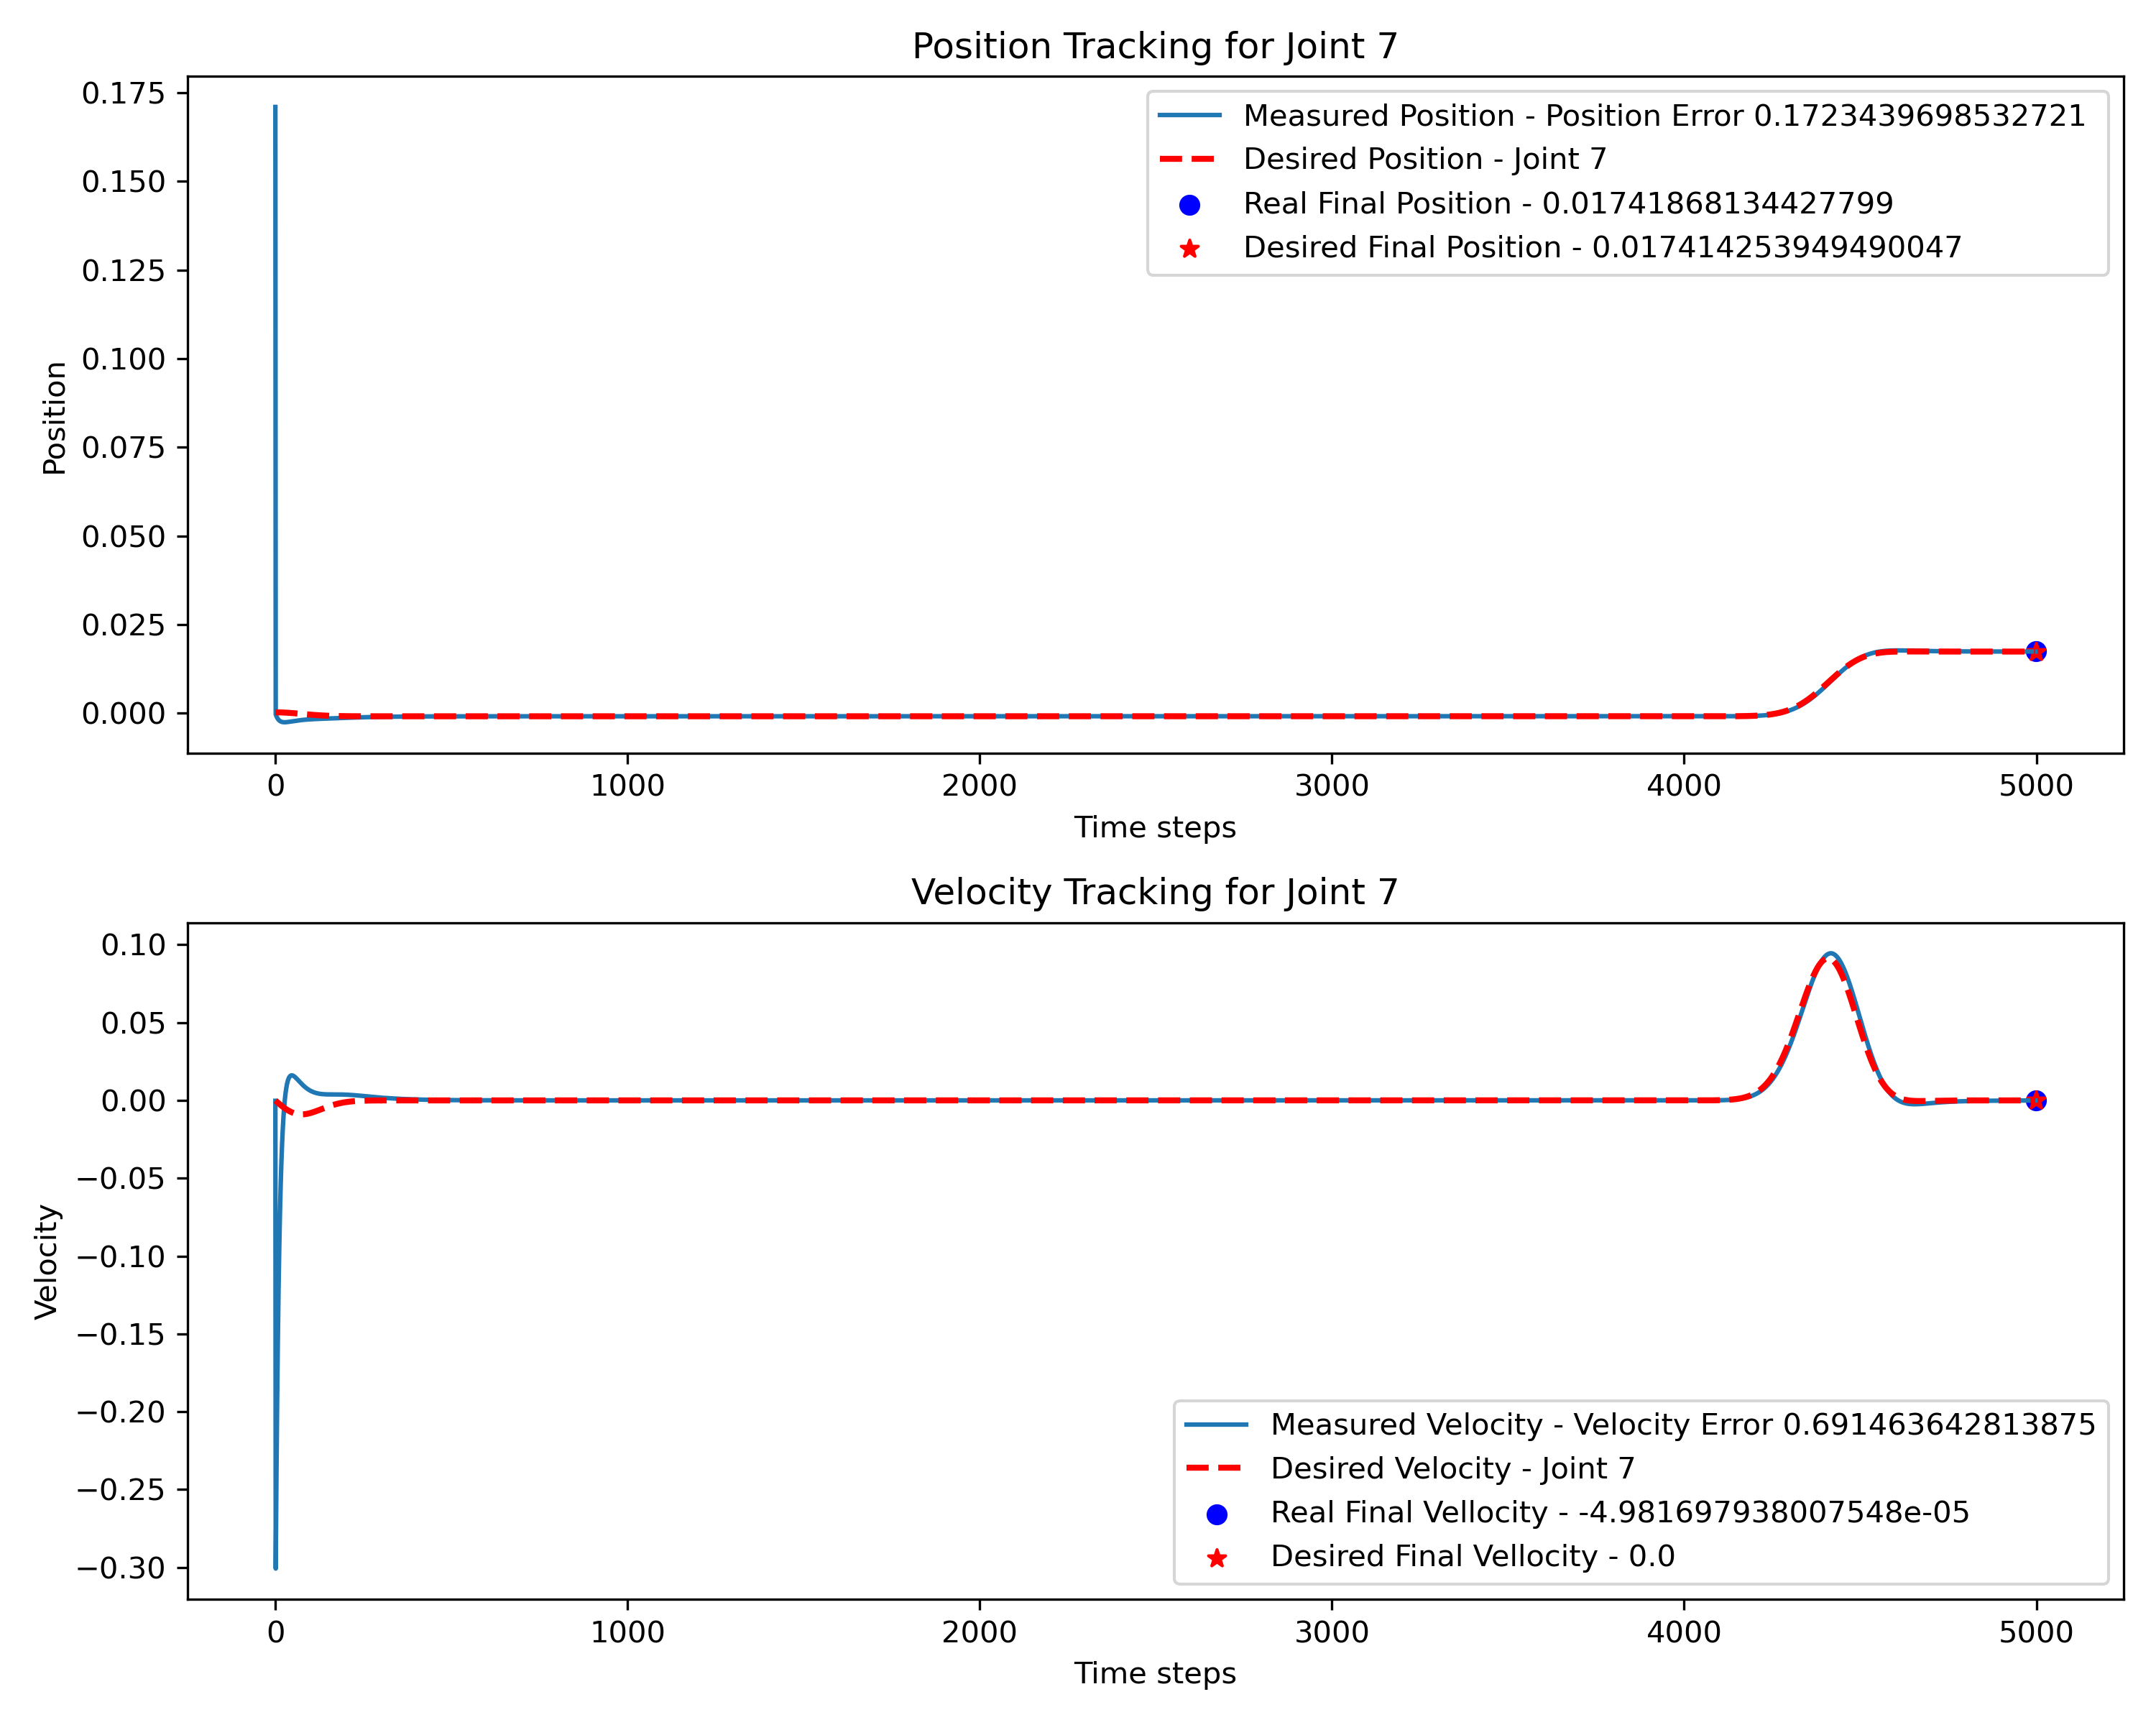 Position Tracking for Joint 7
0.175
0.150
0.125
0.100
0.075
0.050
0.025
0.000
Position
Measured Position - Position Error 0.1723439698532721
Desired Position - Joint 7
Real Final Position - 0.01741868134427799
Desired Final Position - 0.017414253949490047
0 1000 2000 3000 4000 5000
Time steps
Velocity Tracking for Joint 7
0.10
0.05
0.00
−0.05
−0.10
−0.15
−0.20
−0.25
−0.30
Velocity
Measured Velocity - Velocity Error 0.691463642813875
Desired Velocity - Joint 7
Real Final Vellocity - -4.981697938007548e-05
Desired Final Vellocity - 0.0
0 1000 2000 3000 4000 5000
Time steps